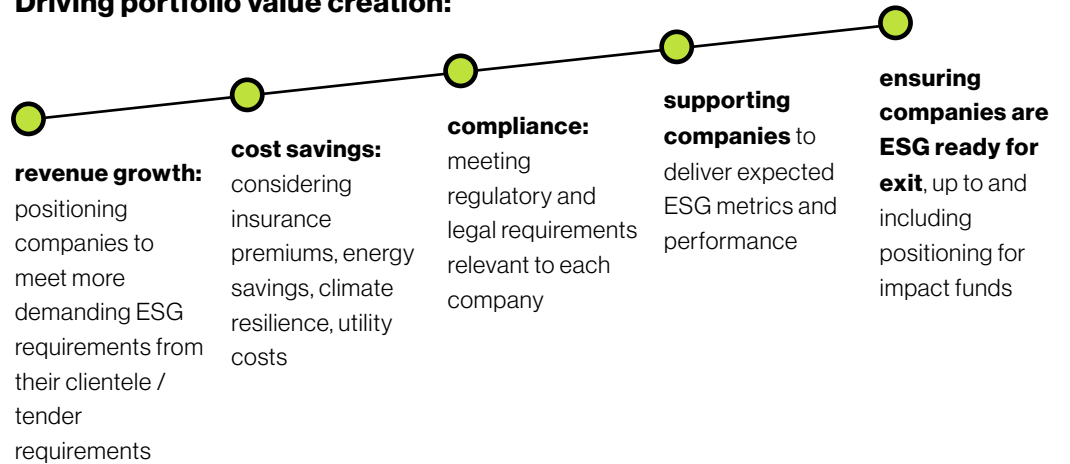 Driving portfolio value creation:
revenue growth:
positioning
companies to
meet more
demanding ESG
requirements from
their clientele /
tender
requirements
cost savings:
considering
insurance
premiums, energy
savings, climate
resilience, utility
costs
compliance:
meeting
regulatory and
legal requirements
relevant to each
company
supporting
companies to
deliver expected
ESG metrics and
performance
ensuring
companies are
ESG ready for
exit, up to and
including
positioning for
impact funds